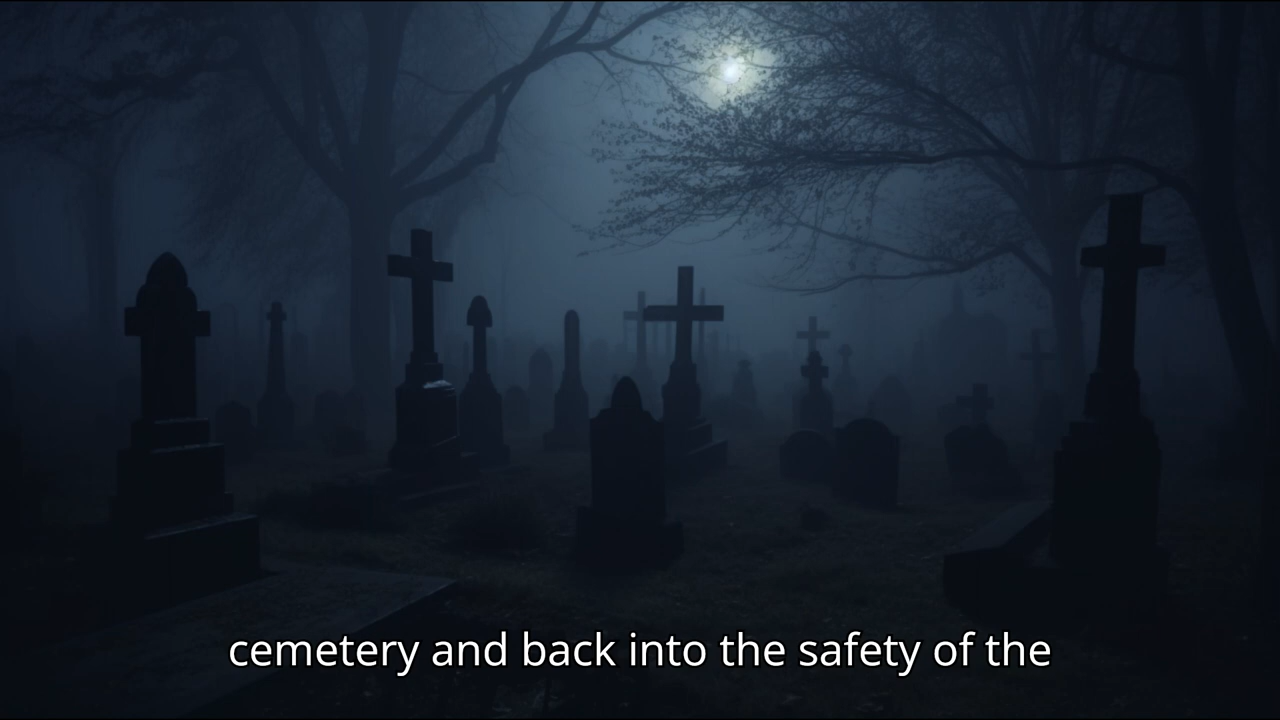 cemetery and back into the safety of the